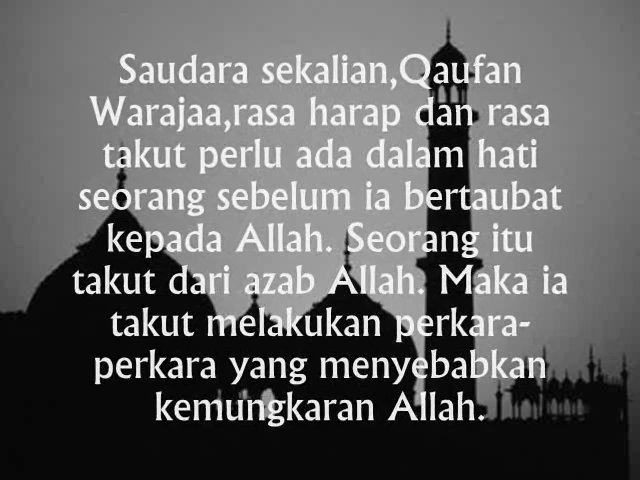 Saudara sekalian,Qaufan
Warajaa,rasa harap dan rasa
takut perlu ada dalam hati
seorang sebelum ia bertaubat
kepada Allah. Seorang itu
takut dari azab Allah. Maka ia
takut melakukan perkara-
perkara yang menyebabkan
kemungkaran Allah.